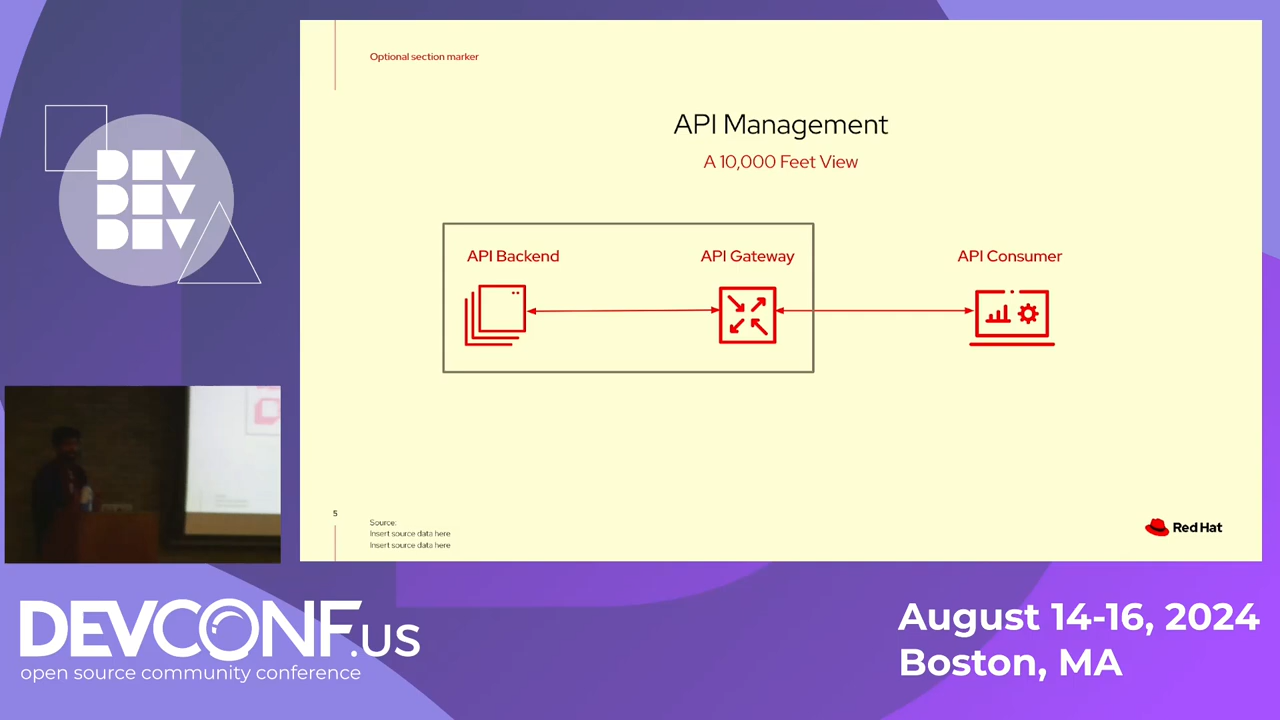 Optional section marker
API Management
A 10,000 Feet View
API Backend
API Gateway
API Consumer
5
Source:
Insert source data here
Insert source data here
Red Hat
DEV
DEV
DEV
DEVCONF.US
open source community conference
August 14-16, 2024
Boston, MA